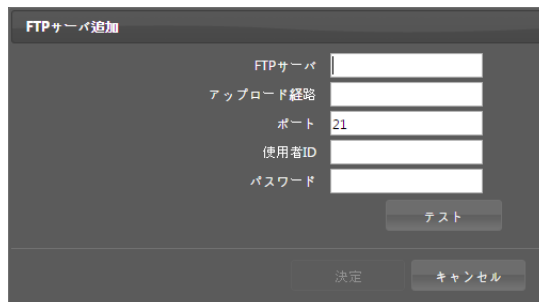 FTPサーバ追加
FTPサーバ
アップロード経路
ポート 21
使用者ID
パスワード
テスト
決定 キャンセル